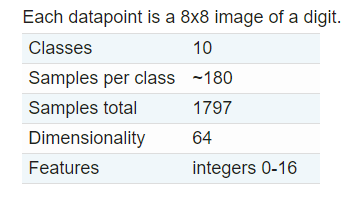 Each datapoint is a 8x8 image of a digit.
Classes 10
Samples per class ~180
Samples total 1797
Dimensionality 64
Features integers 0-16